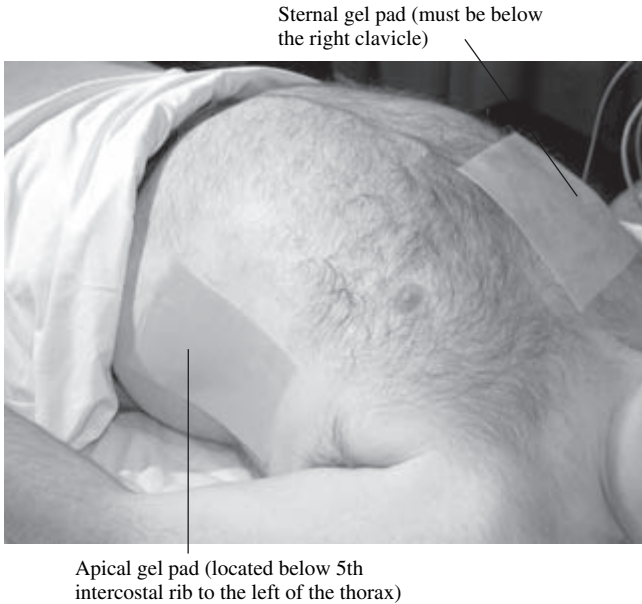 Sternal gel pad (must be below
the right clavicle)
Apical gel pad (located below 5th
intercostal rib to the left of the thorax)